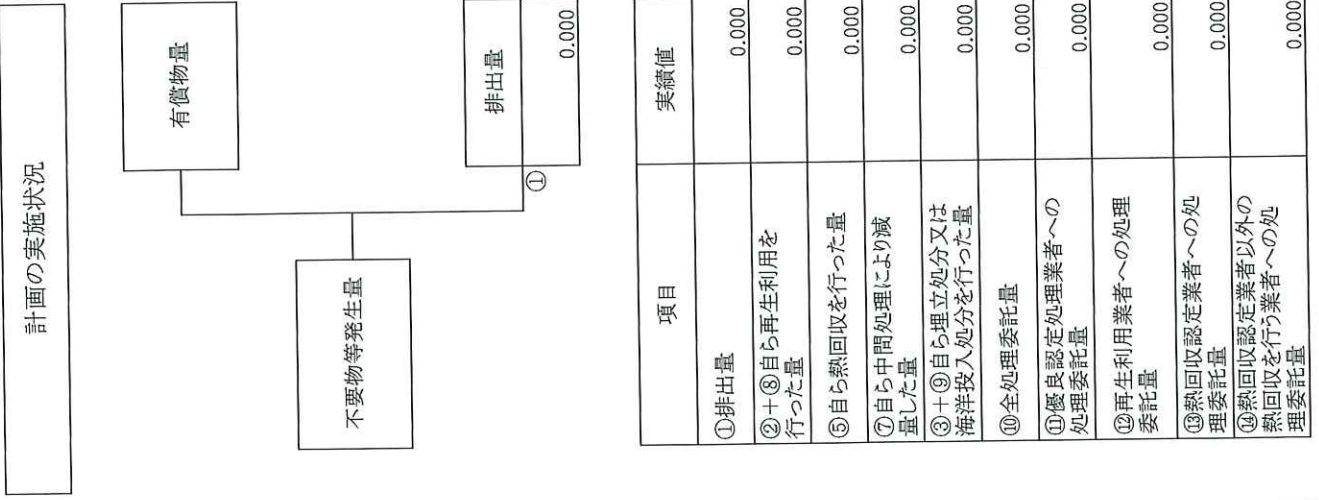 計画の実施状況
有償物量
不要物等発生量
排出量
①
0.000
項目
実績値
①排出量
0.000
②+⑧自ら再生利用を
行った量
0.000
⑤自ら熱回収を行った量
0.000
⑦自ら中間処理により減
量した量
0.000
③+⑨自ら埋立処分又は
海洋投入処分を行った量
0.000
⑩全処理委託量
0.000
⑪優良認定処理業者への
処理委託量
0.000
⑫再生利用業者への処理
委託量
0.000
⑬熱回収認定業者への処
理委託量
0.000
⑭熱回収認定業者以外の
熱回収を行う業者への処
理委託量
0.000